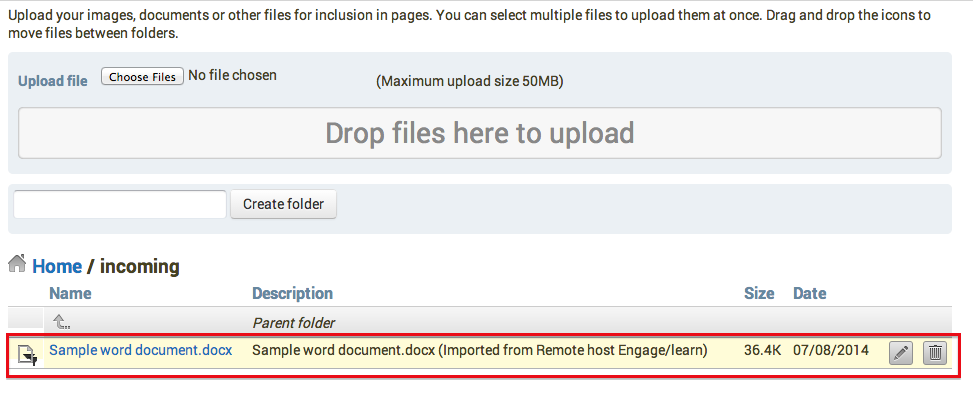 Upload your images, documents or other files for inclusion in pages. You can select multiple files to upload them at once. Drag and drop the icons to
move files between folders.
Upload file Choose Files No file chosen (Maximum upload size 50MB)
Drop files here to upload
Create folder
Home / incoming
Name Description Size Date
Parent folder
Sample word document.docx Sample word document.docx (Imported from Remote host Engage/learn) 36.4K 07/08/2014